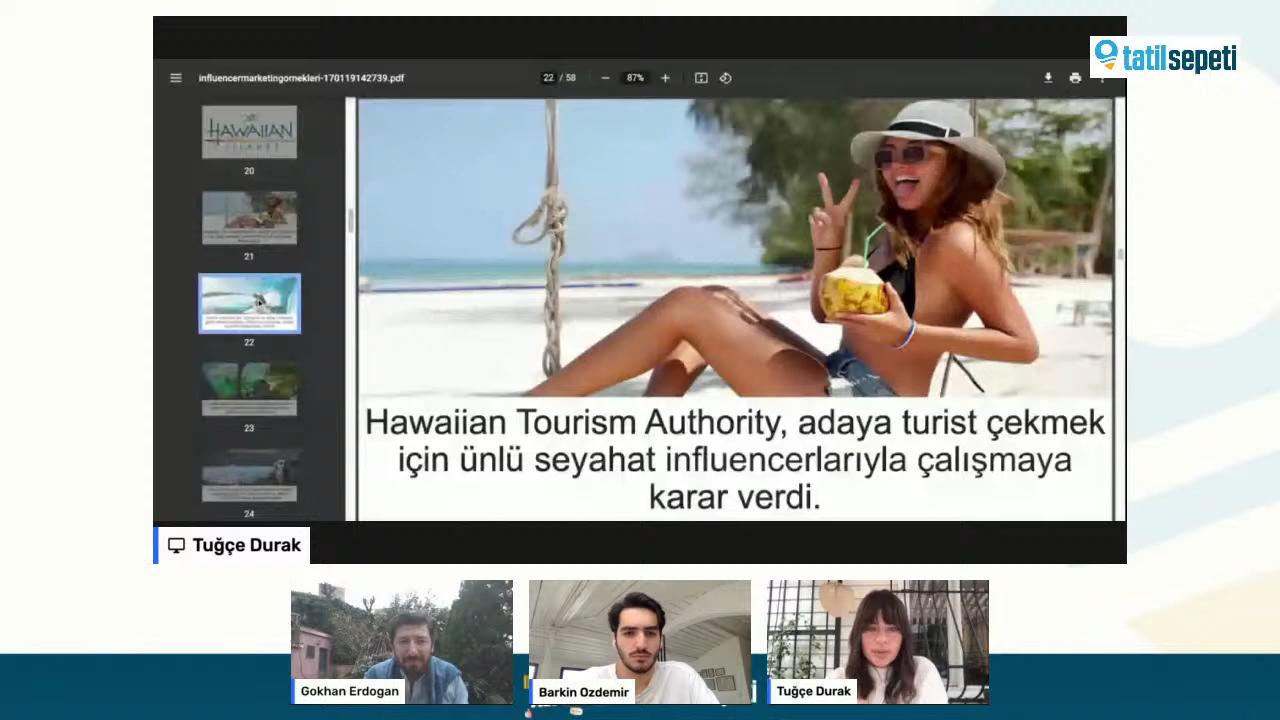 tatilsepeti
influencermarketingornekleri-170119142739.pdf
22 / 58
87%
HAWAIIAN
20
21
22
23
24
Hawaiian Tourism Authority, adaya turist çekmek
için ünlü seyahat influencerlarıyla çalışmaya
karar verdi.
Tuğçe Durak
Gokhan Erdogan
Barkin Ozdemir
Tuğçe Durak